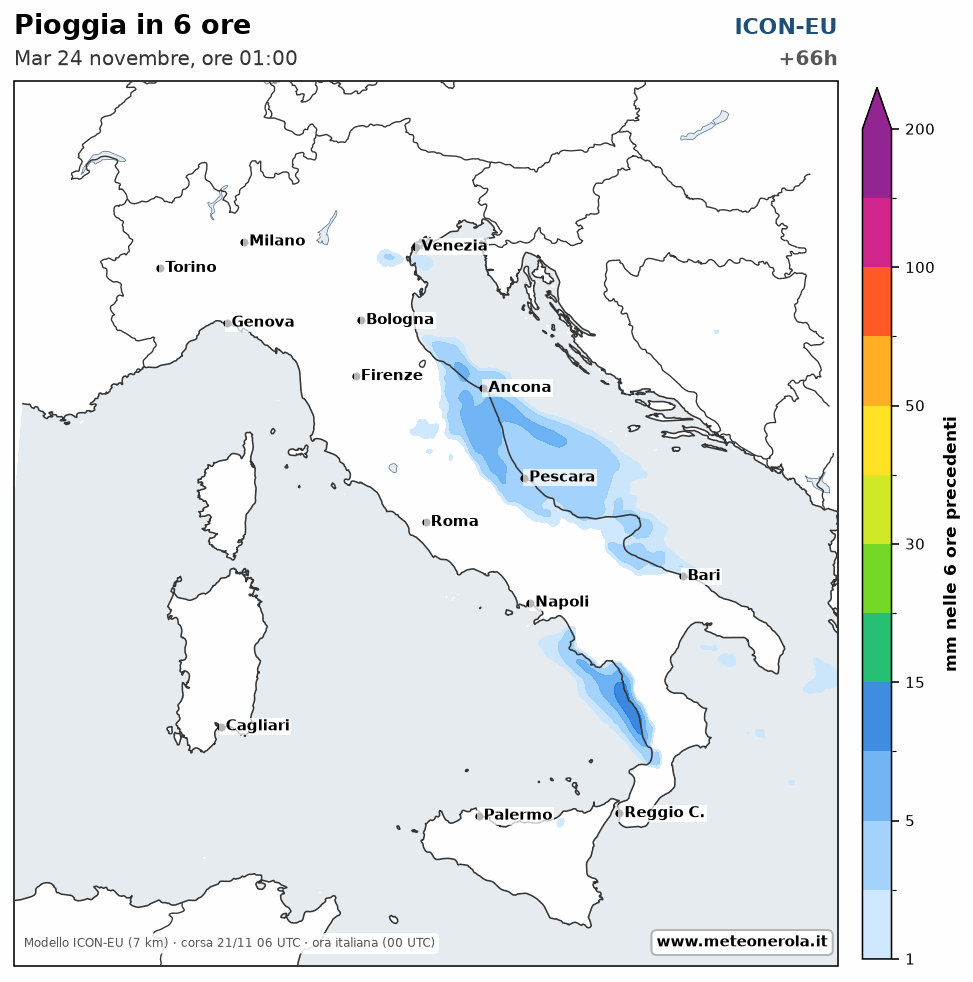 Pioggia in 6 ore
ICON-EU
Mar 24 novembre, ore 01:00
+66h
Milano
Venezia
Torino
Genova
Bologna
Firenze
Ancona
Pescara
Roma
Bari
Napoli
Cagliari
Palermo
Reggio C.
200
100
50
30
15
5
1
mm nelle 6 ore precedenti
Modello ICON-EU (7 km) · corsa 21/11 06 UTC · ora italiana (00 UTC)
www.meteonerola.it